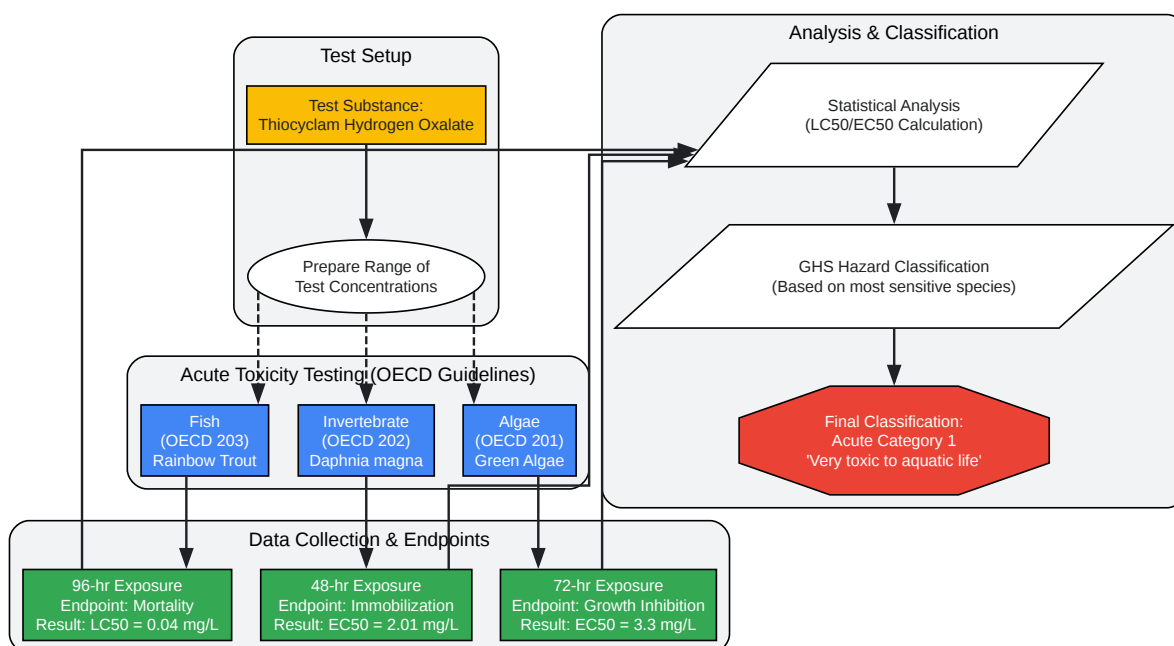 Test Setup
Test Substance:
Thiocyclam Hydrogen Oxalate
Prepare Range of
Test Concentrations
Acute Toxicity Testing (OECD Guidelines)
Fish
(OECD 203)
Rainbow Trout
Invertebrate
(OECD 202)
Daphnia magna
Algae
(OECD 201)
Green Algae
Data Collection & Endpoints
96-hr Exposure
Endpoint: Mortality
Result: LC50 = 0.04 mg/L
48-hr Exposure
Endpoint: Immobilization
Result: EC50 = 2.01 mg/L
72-hr Exposure
Endpoint: Growth Inhibition
Result: EC50 = 3.3 mg/L
Analysis & Classification
Statistical Analysis
(LC50/EC50 Calculation)
GHS Hazard Classification
(Based on most sensitive species)
Final Classification:
Acute Category 1
'Very toxic to aquatic life'